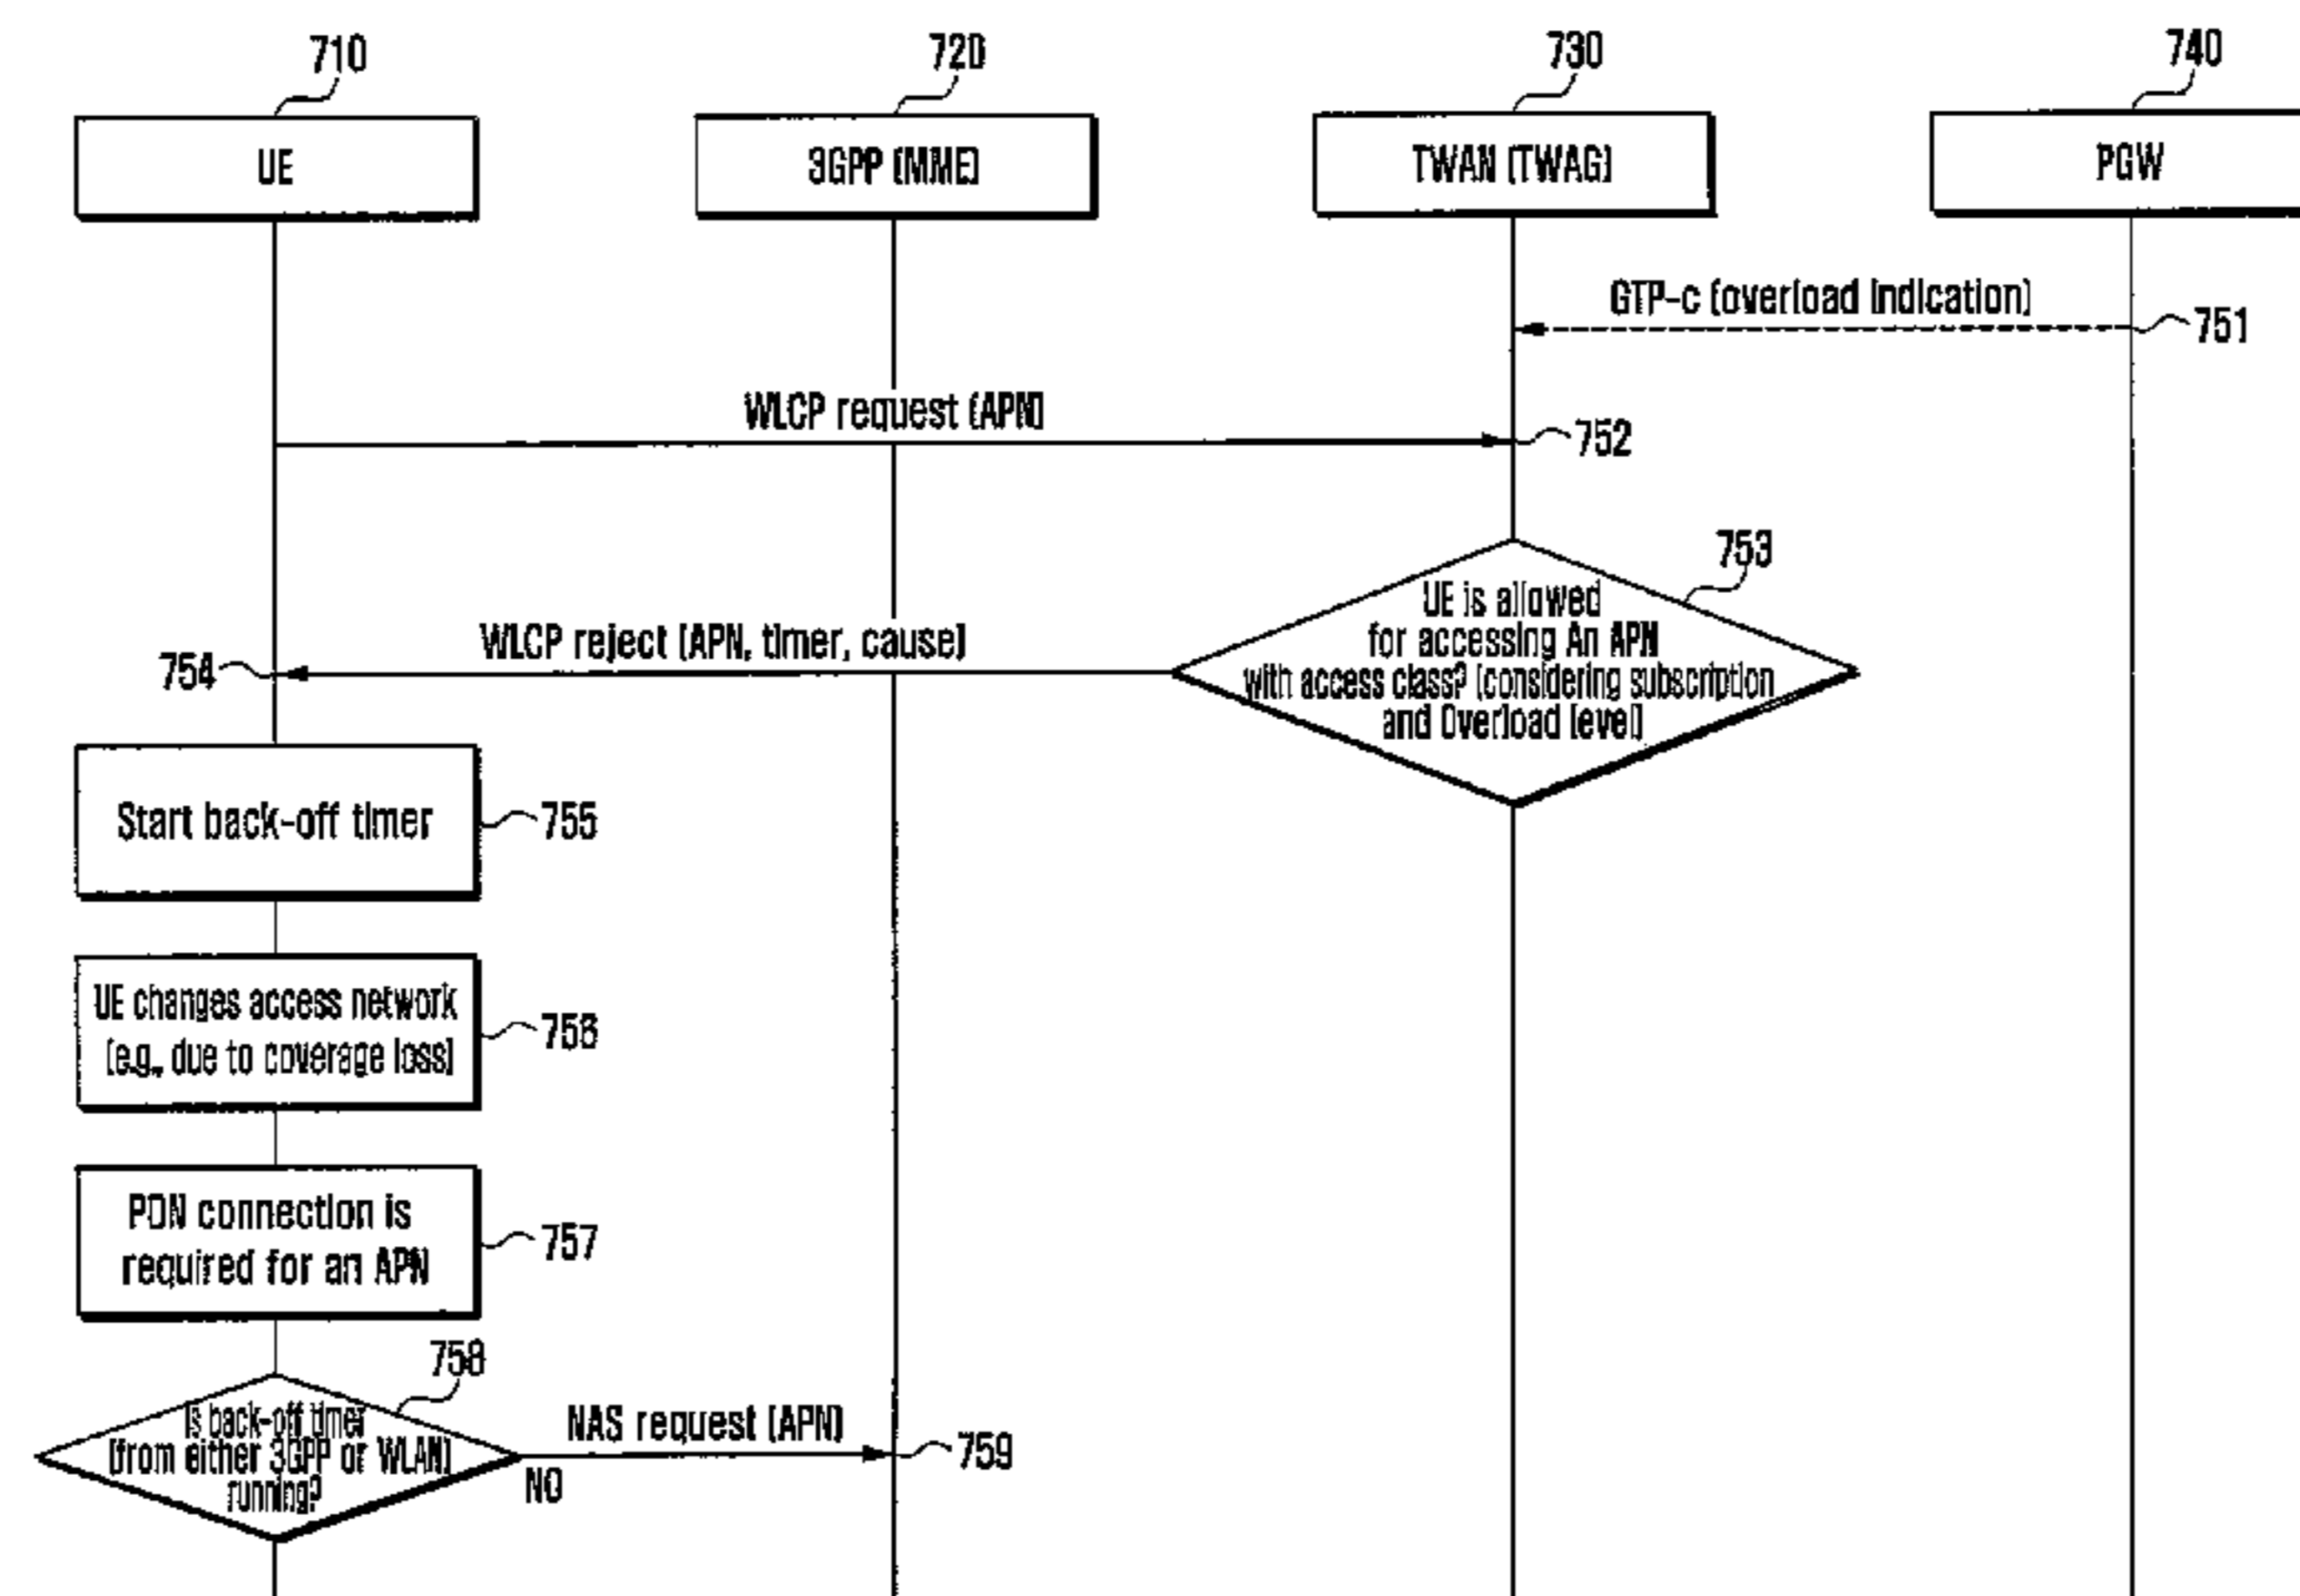 710
720
730
740
UE
3GPP (MME)
TWAN (TWAG)
PGW
GTP-c (overload indication)
751
WLCP request (APN)
752
753
UE is allowed
for accessing An APN
with access class? (considering subscription
and Overload level)
WLCP reject (APN, timer, cause)
754
Start back-off timer
755
UE changes access network
(e.g., due to coverage loss)
756
PDN connection is
required for an APN
757
758
Is back-off timer
(from either 3GPP or WLAN)
running?
NAS request (APN)
759
NO